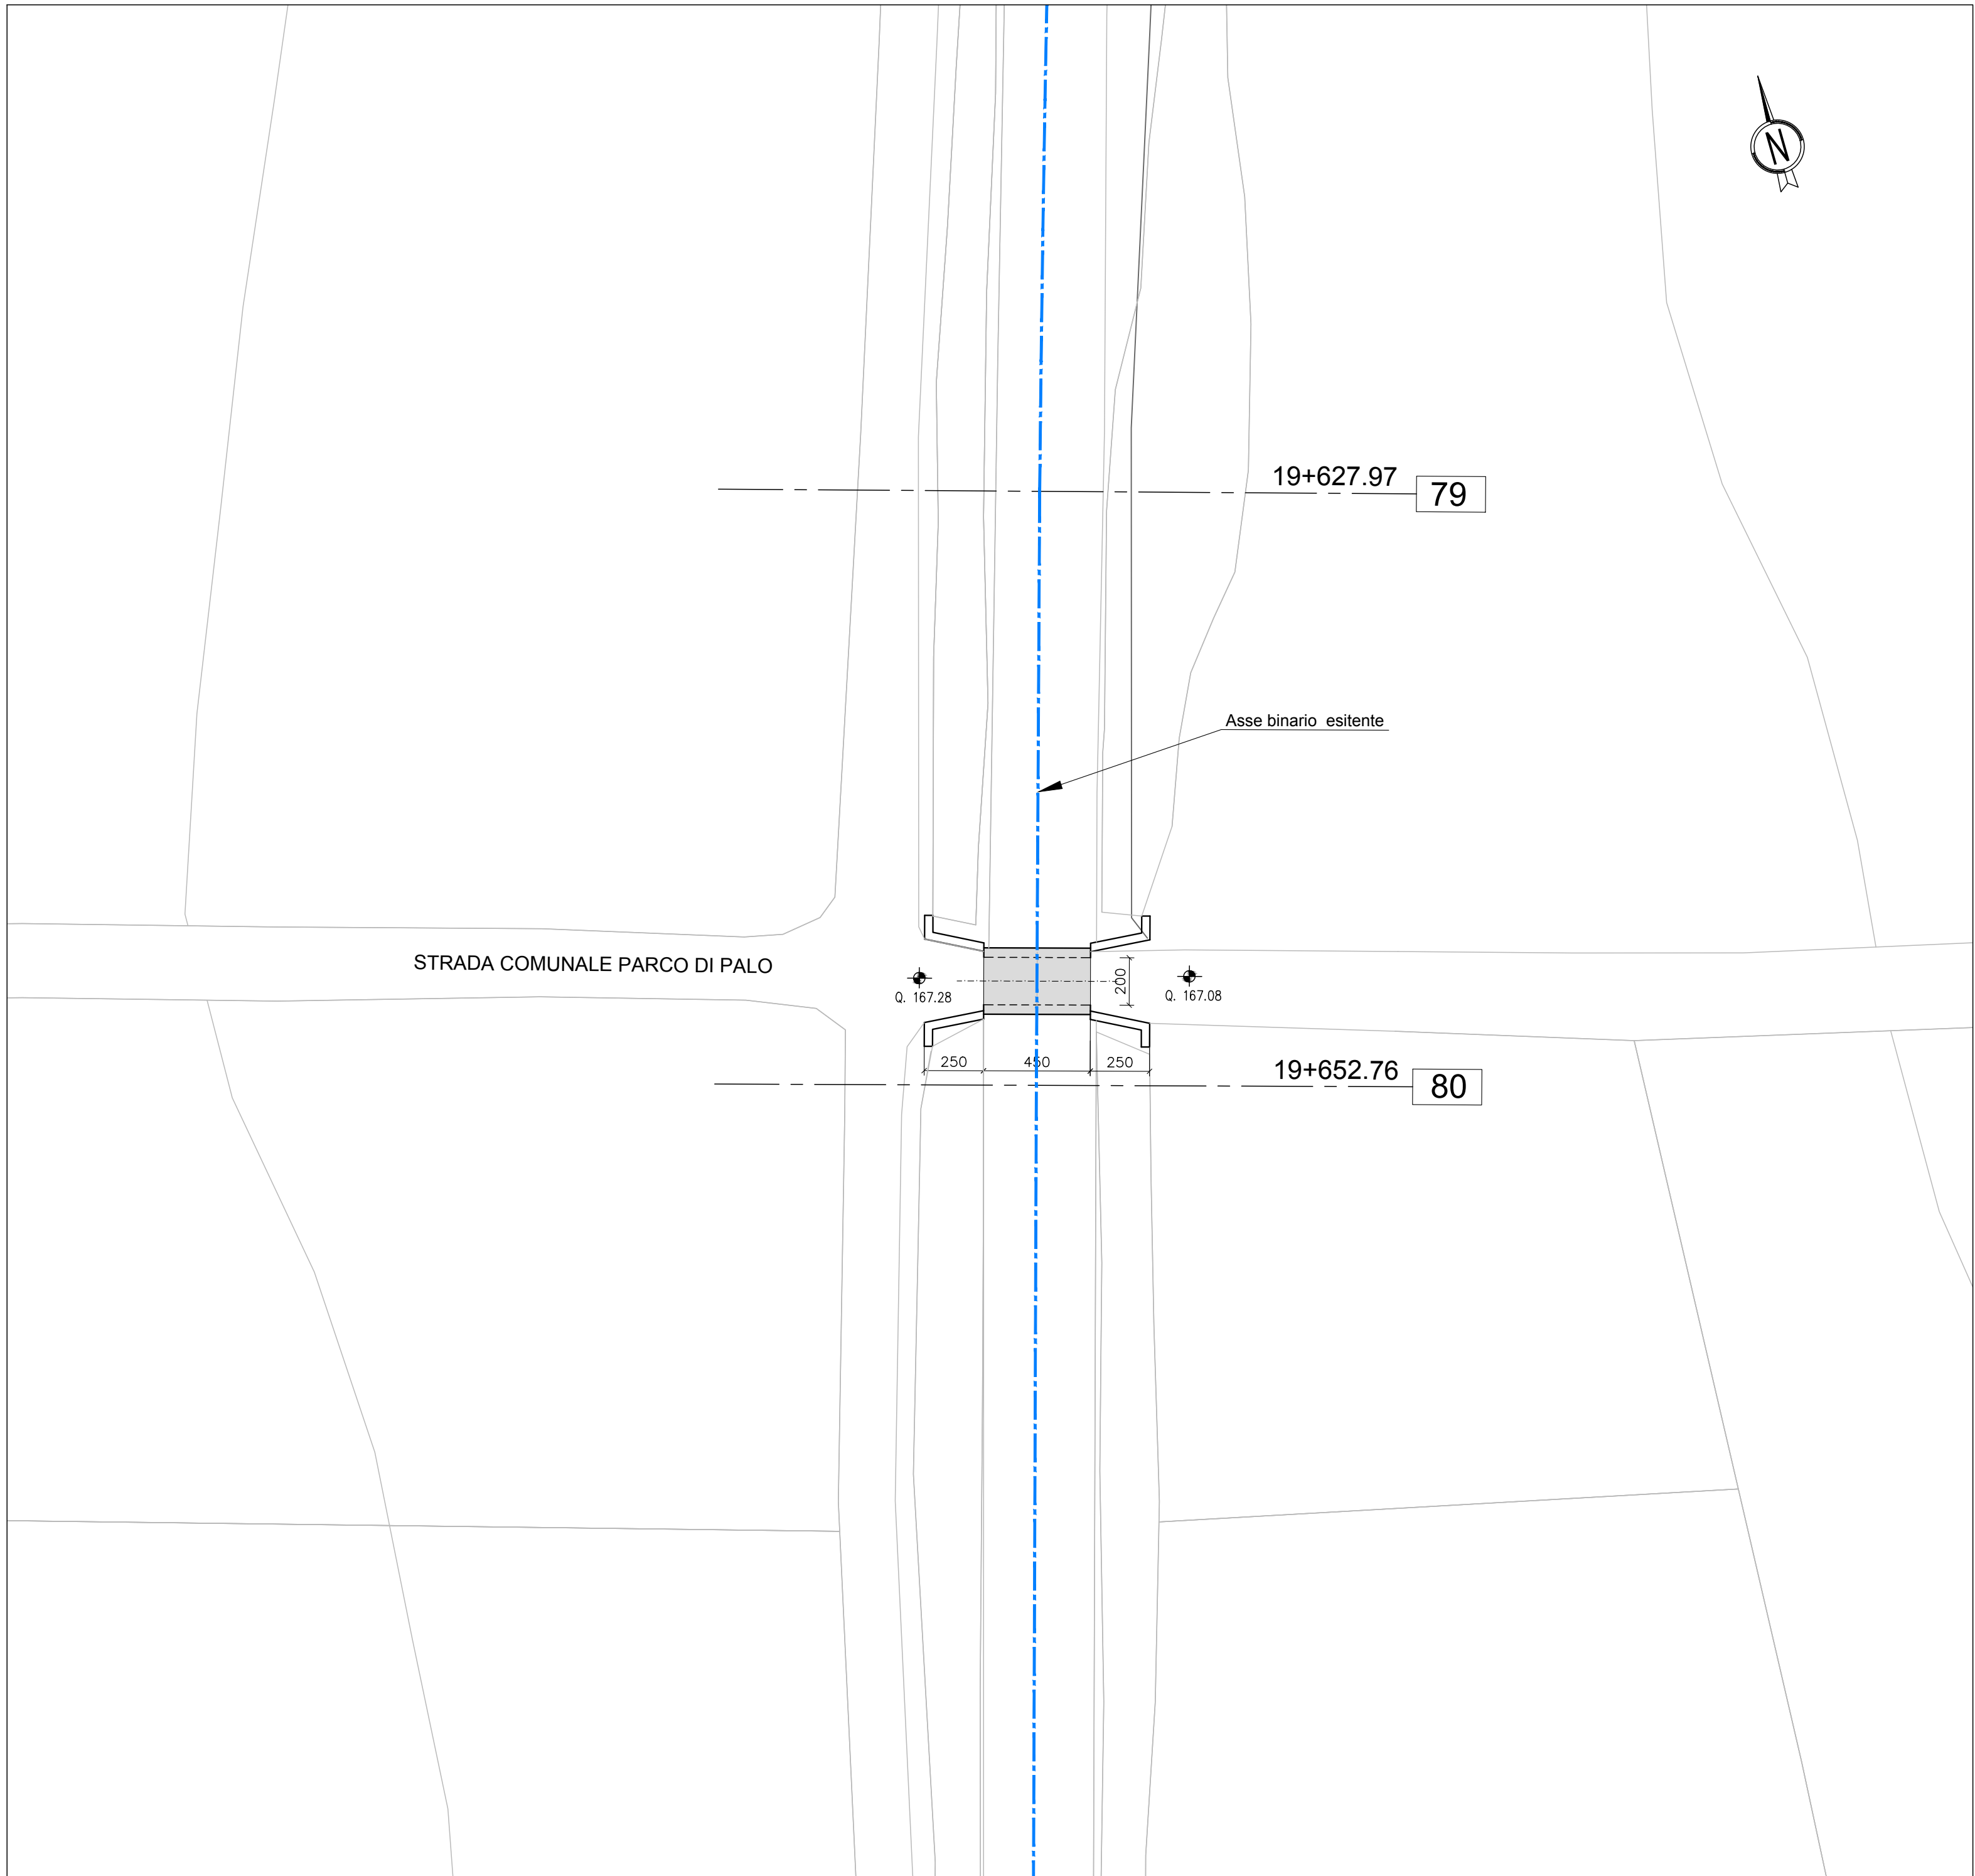 N
19+627.97
79
Asse binario esitente
STRADA COMUNALE PARCO DI PALO
Q. 167.28
200
Q. 167.08
250
450
250
19+652.76
80